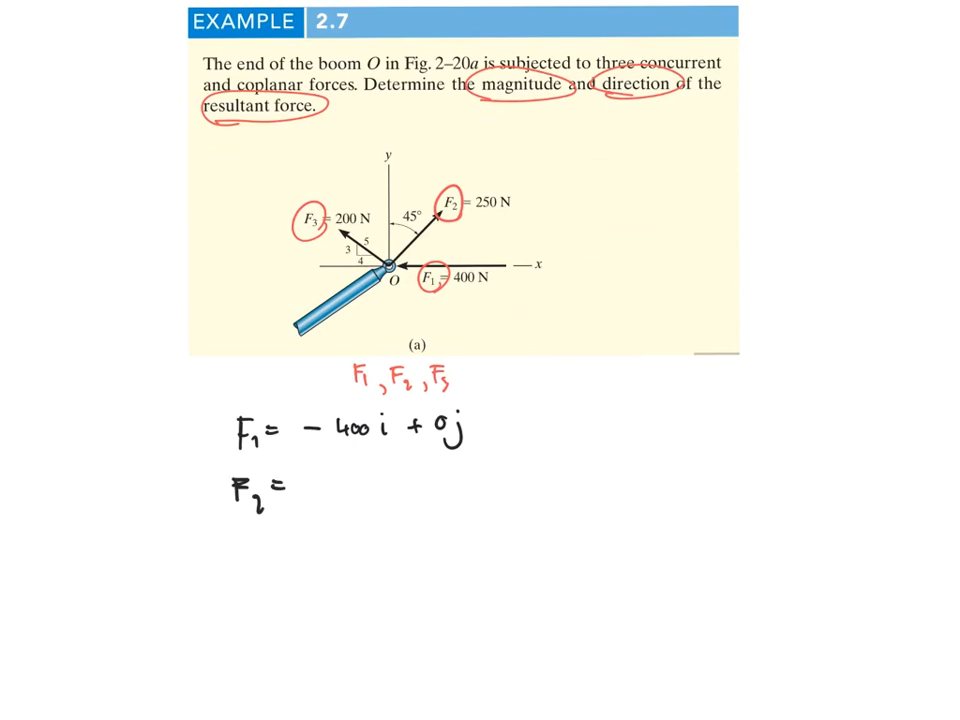 EXAMPLE 2.7
The end of the boom O in Fig. 2–20a is subjected to three concurrent
and coplanar forces. Determine the magnitude and direction of the
resultant force.
y
F₃ = 200 N
45°
F₂ = 250 N
3
5
4
x
O
F₁ = 400 N
(a)
F₁, F₂, F₃
F₁ = - 400 i + 0j
F₂ =